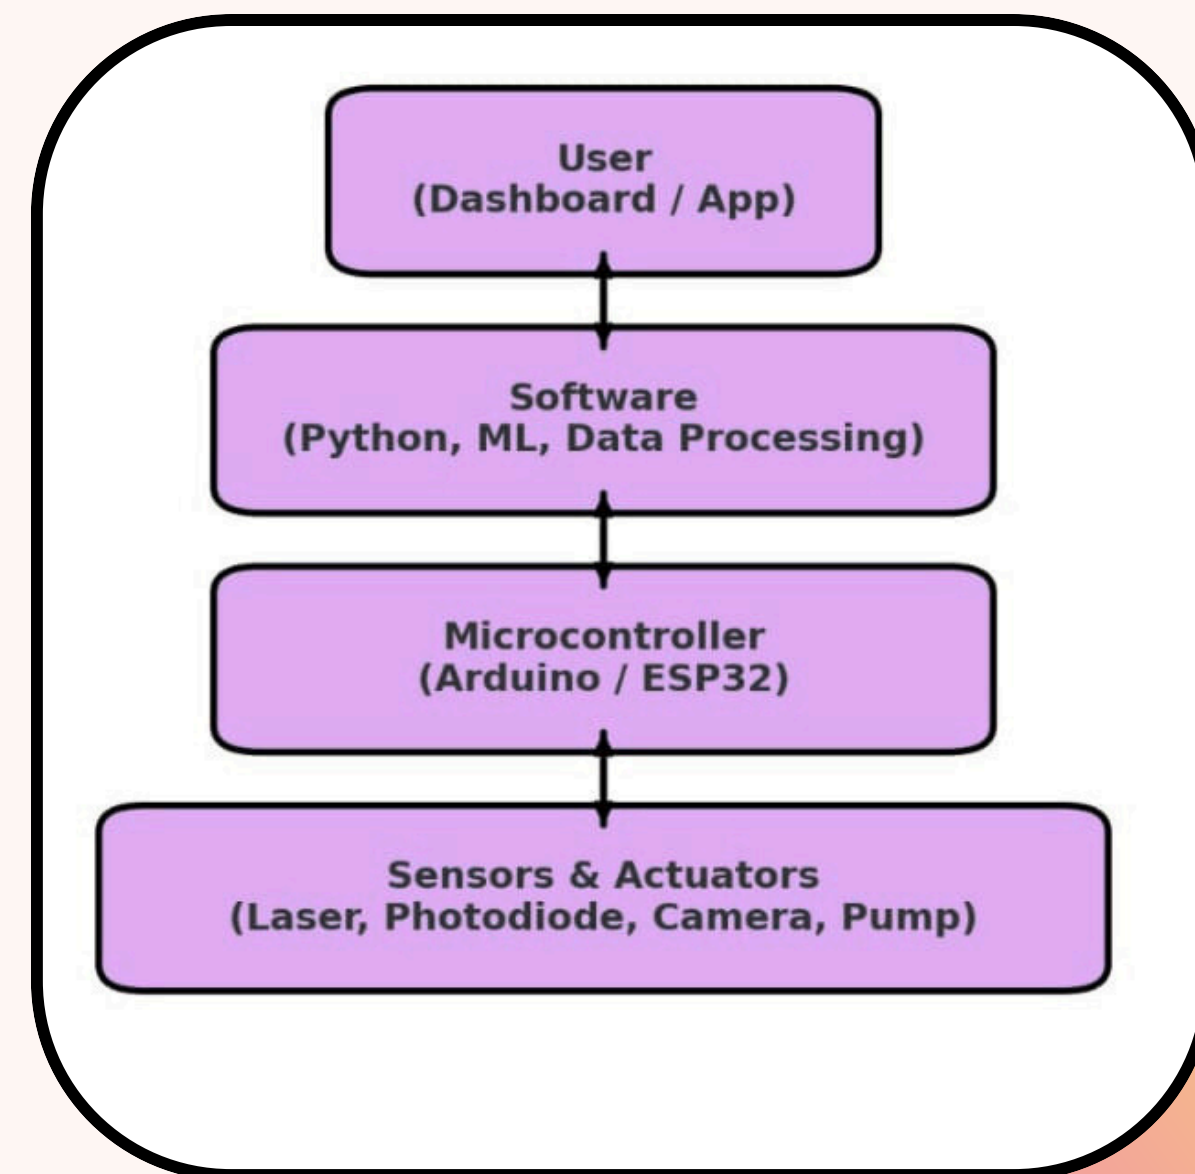 User
(Dashboard / App)
Software
(Python, ML, Data Processing)
Microcontroller
(Arduino / ESP32)
Sensors & Actuators
(Laser, Photodiode, Camera, Pump)